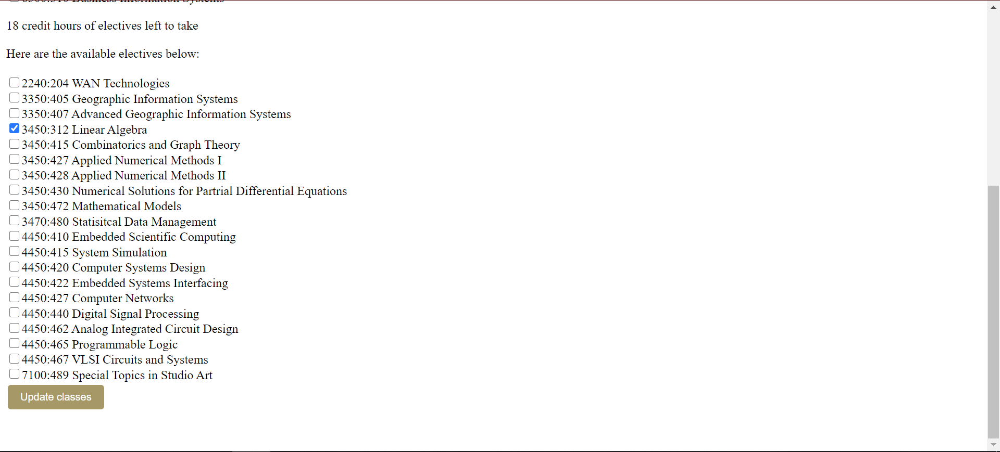 6500:310 Business Information Systems
18 credit hours of electives left to take
Here are the available electives below:
2240:204 WAN Technologies
3350:405 Geographic Information Systems
3350:407 Advanced Geographic Information Systems
3450:312 Linear Algebra
3450:415 Combinatorics and Graph Theory
3450:427 Applied Numerical Methods I
3450:428 Applied Numerical Methods II
3450:430 Numerical Solutions for Partrial Differential Equations
3450:472 Mathematical Models
3470:480 Statisitcal Data Management
4450:410 Embedded Scientific Computing
4450:415 System Simulation
4450:420 Computer Systems Design
4450:422 Embedded Systems Interfacing
4450:427 Computer Networks
4450:440 Digital Signal Processing
4450:462 Analog Integrated Circuit Design
4450:465 Programmable Logic
4450:467 VLSI Circuits and Systems
7100:489 Special Topics in Studio Art
Update classes